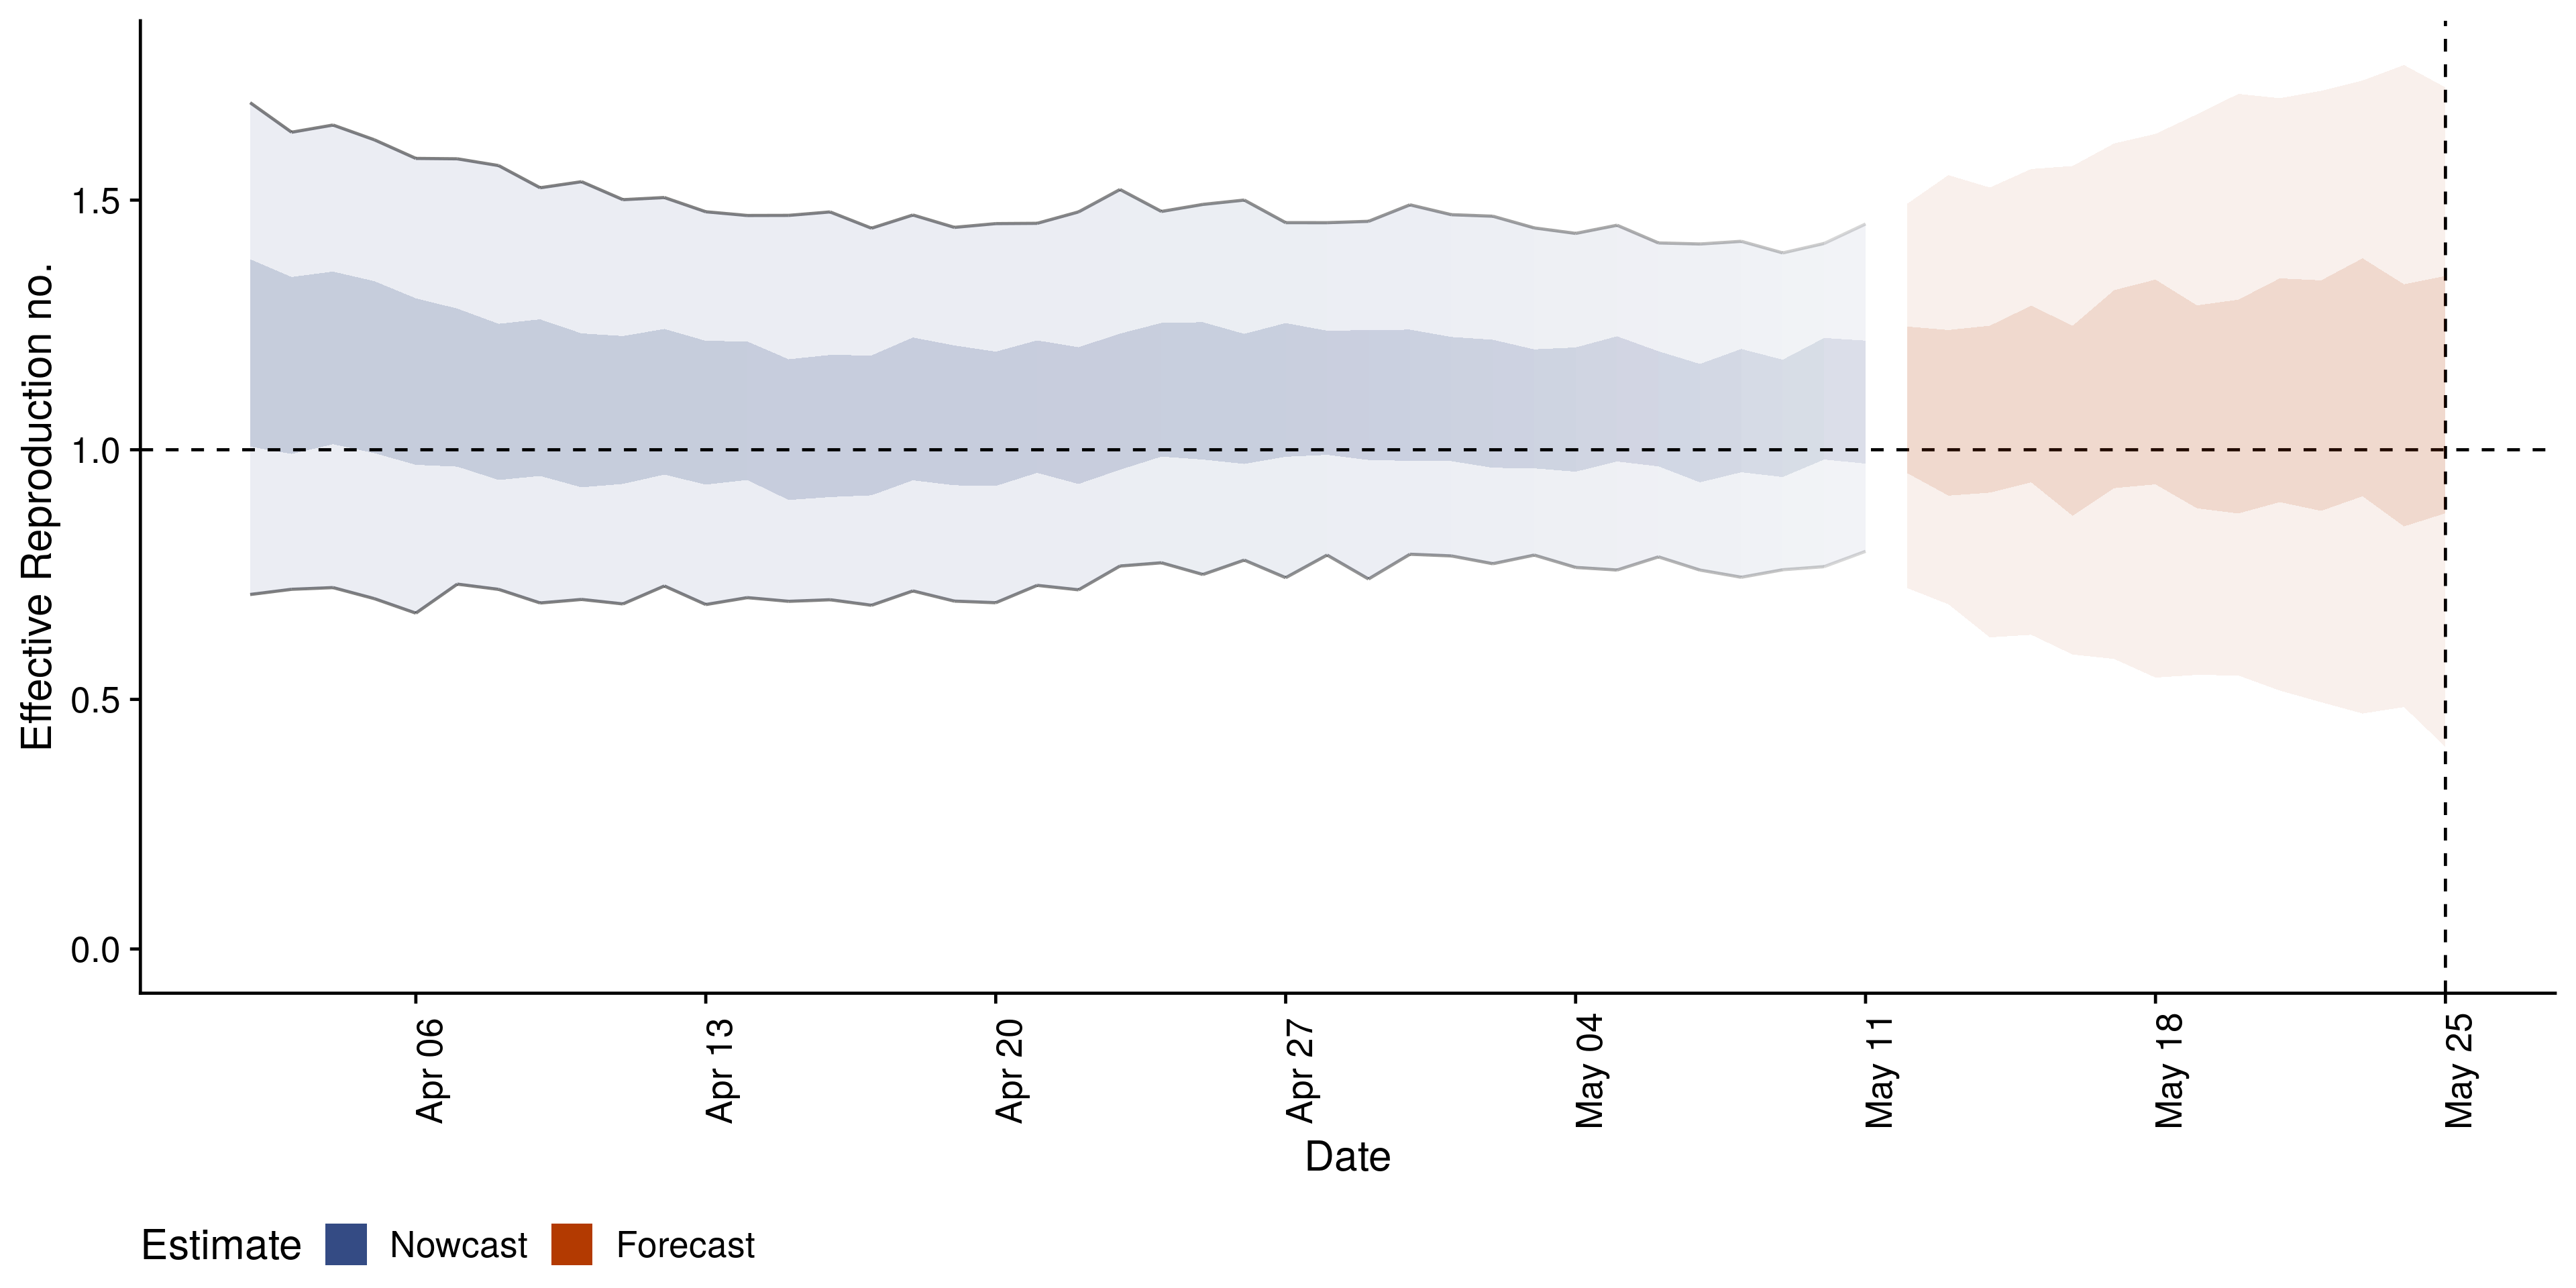 Effective Reproduction no.
1.5
1.0
0.5
0.0
Apr 06
Apr 13
Apr 20
Apr 27
May 04
May 11
May 18
May 25
Date
Estimate Nowcast Forecast